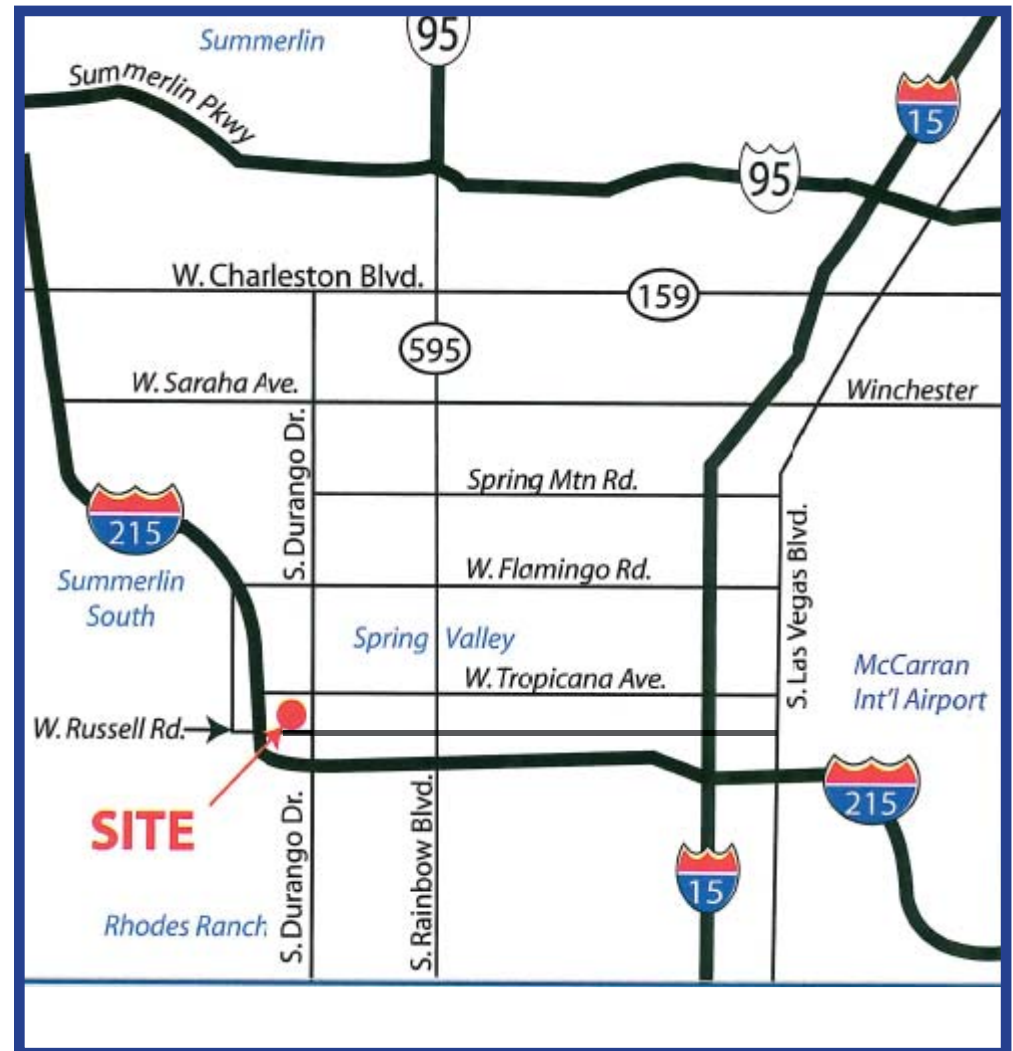 Summerlin
95
Summerlin Pkwy
15
95
W. Charleston Blvd.
159
595
W. Saraha Ave.
Winchester
S. Durango Dr.
Spring Mtn Rd.
215
S. Las Vegas Blvd.
W. Flamingo Rd.
Summerlin
South
Spring Valley
W. Tropicana Ave.
McCarran
Int'l Airport
W. Russell Rd.
SITE
215
S. Durango Dr.
S. Rainbow Blvd.
15
Rhodes Ranch